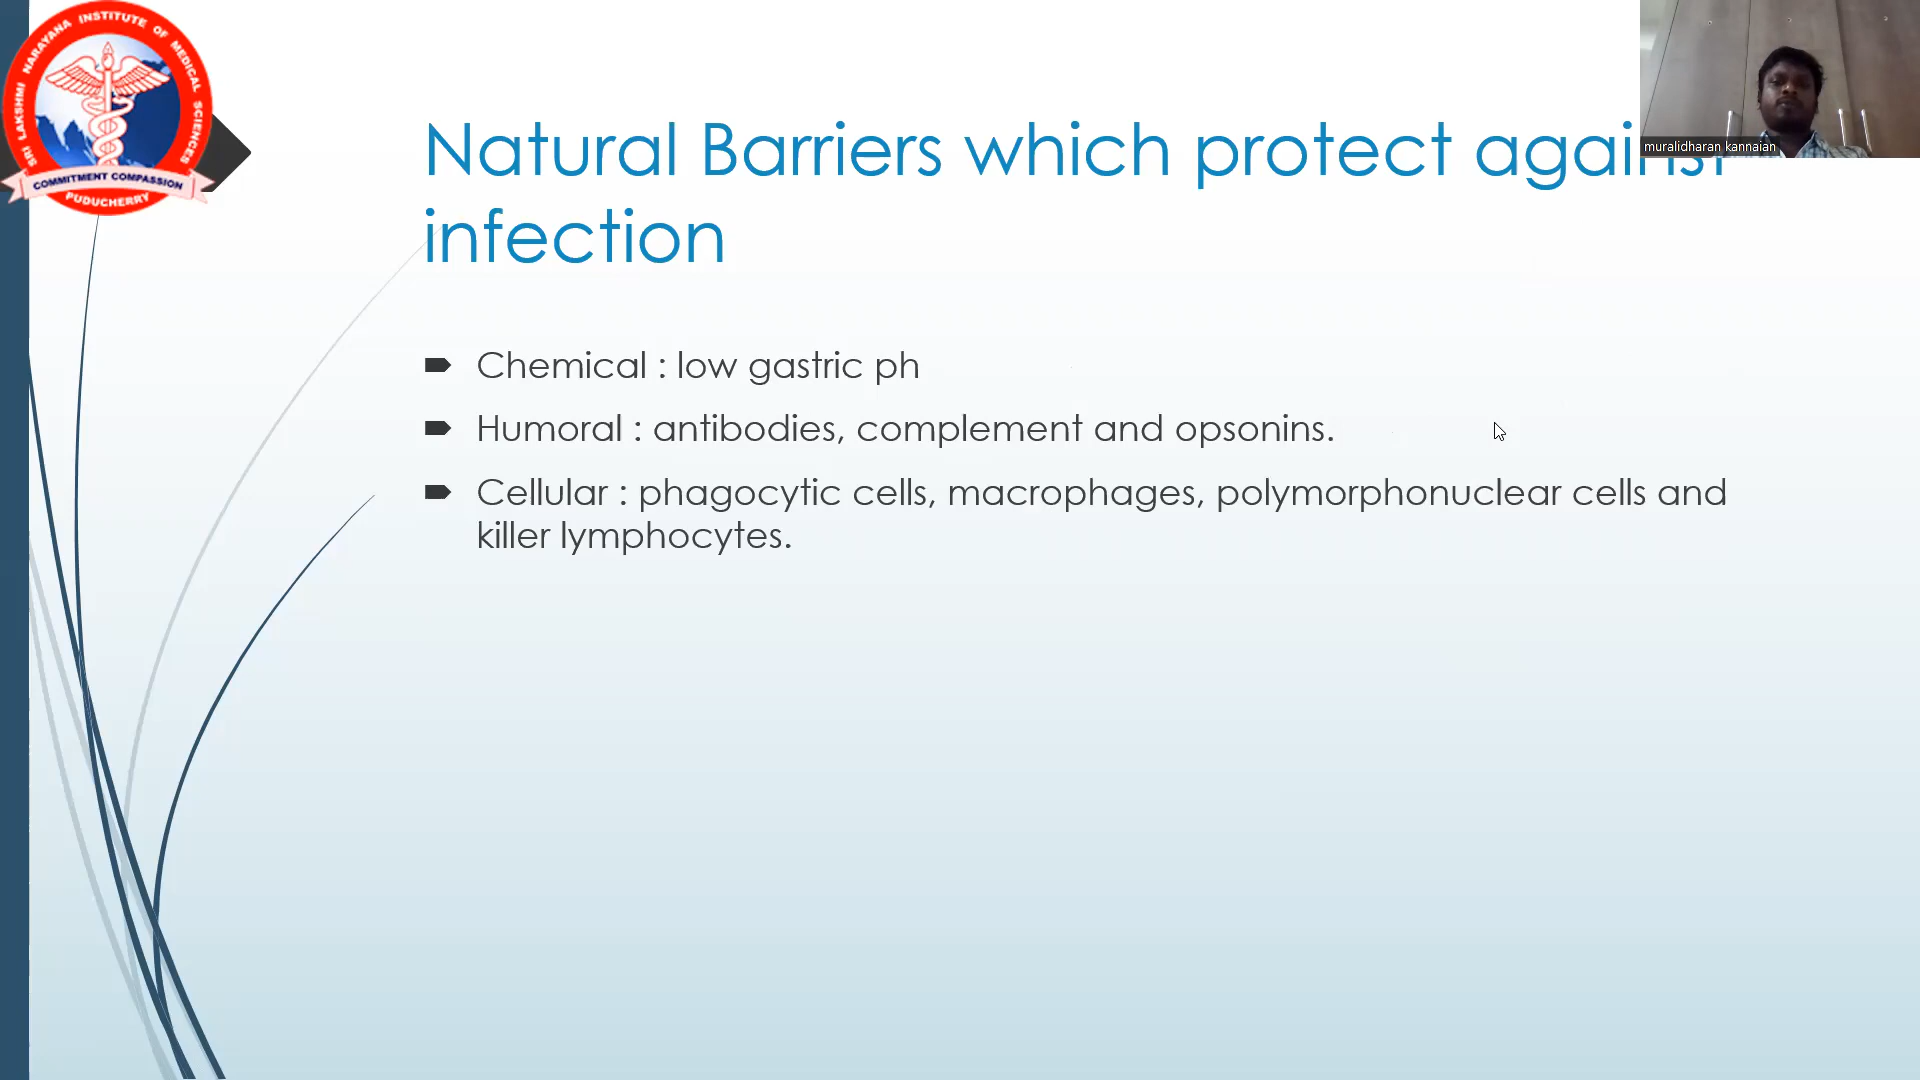 SRI LAKSHMI NARAYANA INSTITUTE OF MEDICAL SCIENCES
COMMITMENT COMPASSION
PUDUCHERRY
muralidharan kannaian
Natural Barriers which protect against
infection
Chemical : low gastric ph
Humoral : antibodies, complement and opsonins.
Cellular : phagocytic cells, macrophages, polymorphonuclear cells and
killer lymphocytes.